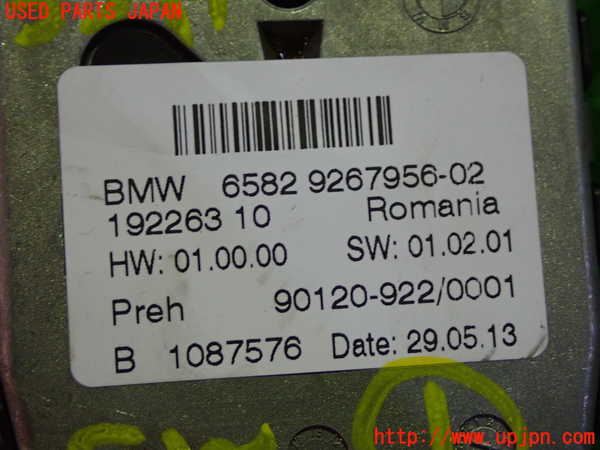 USED PARTS JAPAN
BMW 6582 9267956-02
192263 10 Romania
HW: 01.00.00 SW: 01.02.01
Preh 90120-922/0001
B 1087576 Date: 29.05.13
1
http://www.upjpn.com/